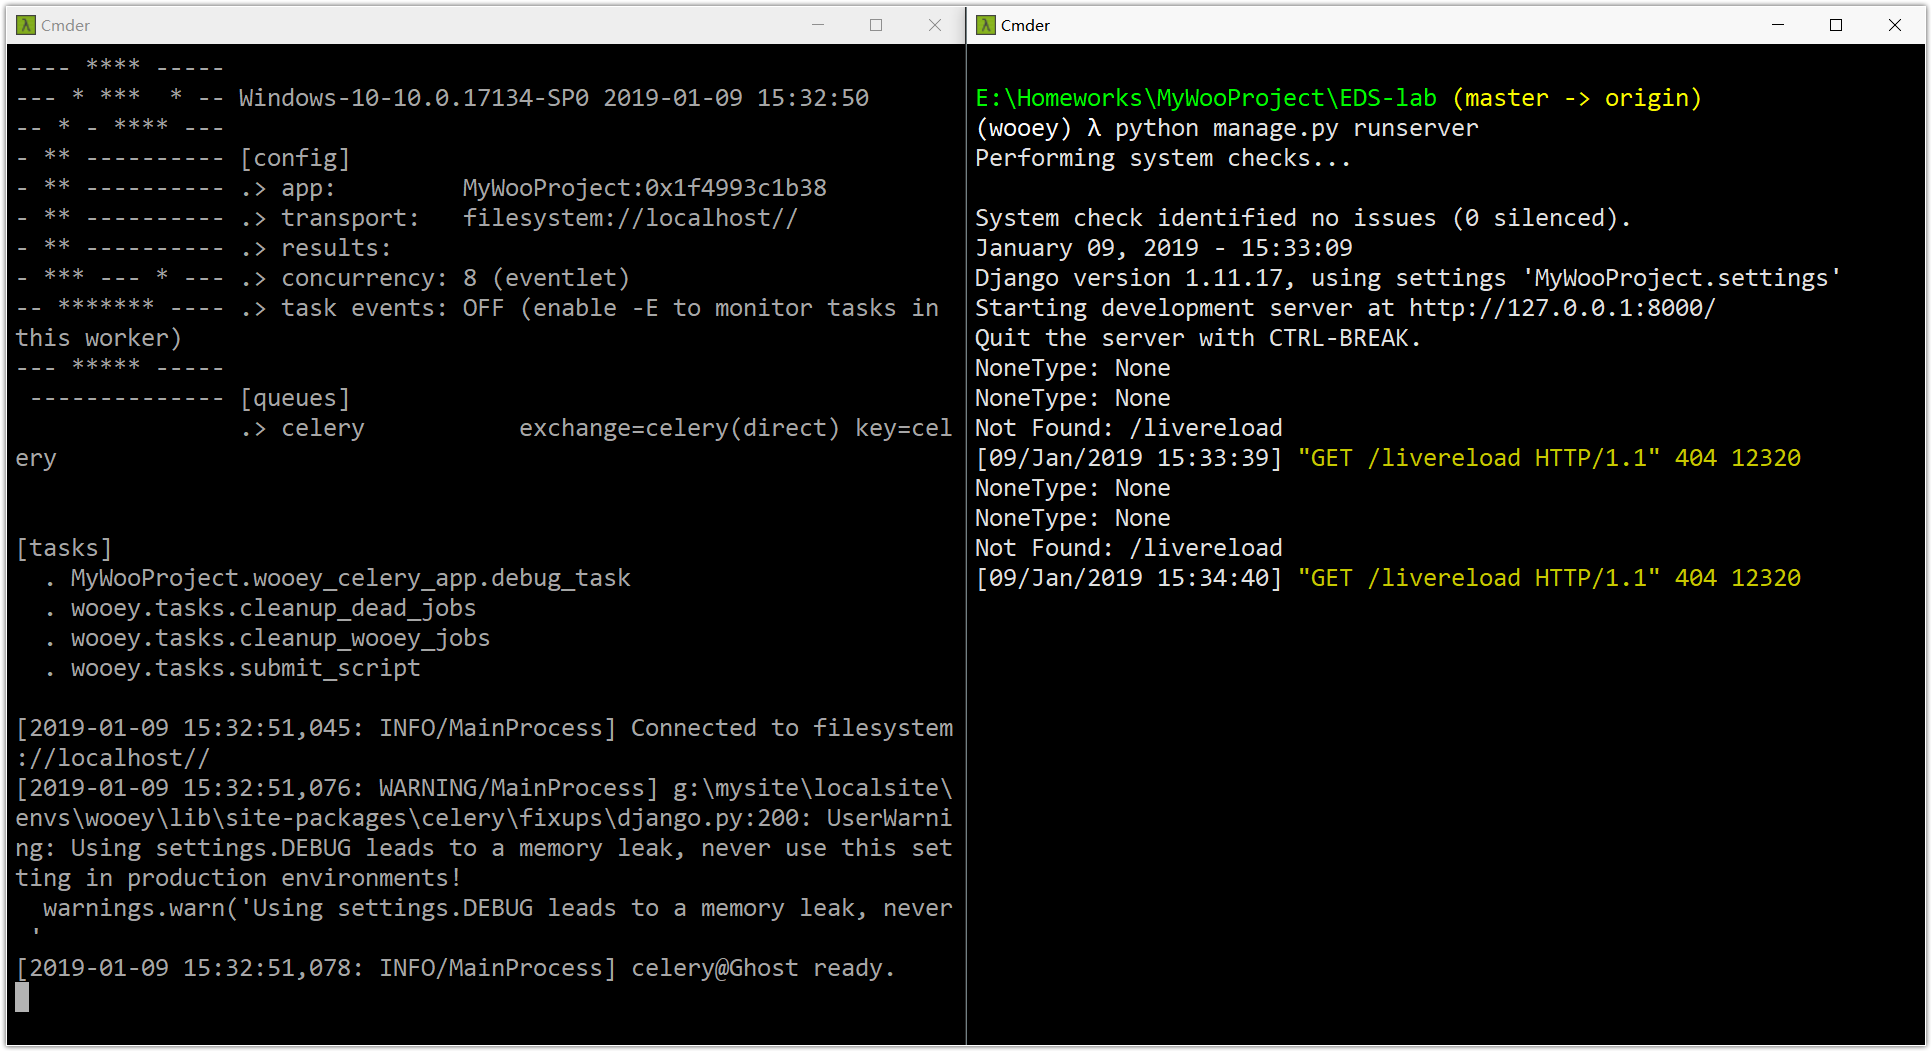 Cmder
---- **** -----
--- * ***  * -- Windows-10-10.0.17134-SP0 2019-01-09 15:32:50
-- * - **** ---
- ** ---------- [config]
- ** ---------- .> app:         MyWooProject:0x1f4993c1b38
- ** ---------- .> transport:   filesystem://localhost//
- ** ---------- .> results:
- *** --- * --- .> concurrency: 8 (eventlet)
-- ******* ---- .> task events: OFF (enable -E to monitor tasks in
this worker)
--- ***** -----
 -------------- [queues]
                .> celery           exchange=celery(direct) key=cel
ery
[tasks]
  . MyWooProject.wooey_celery_app.debug_task
  . wooey.tasks.cleanup_dead_jobs
  . wooey.tasks.cleanup_wooey_jobs
  . wooey.tasks.submit_script
[2019-01-09 15:32:51,045: INFO/MainProcess] Connected to filesystem
://localhost//
[2019-01-09 15:32:51,076: WARNING/MainProcess] g:\mysite\localsite\
envs\wooey\lib\site-packages\celery\fixups\django.py:200: UserWarni
ng: Using settings.DEBUG leads to a memory leak, never use this set
ting in production environments!
  warnings.warn('Using settings.DEBUG leads to a memory leak, never
 '
[2019-01-09 15:32:51,078: INFO/MainProcess] celery@Ghost ready.
Cmder
E:\Homeworks\MyWooProject\EDS-lab (master -> origin)
(wooey) λ python manage.py runserver
Performing system checks...
System check identified no issues (0 silenced).
January 09, 2019 - 15:33:09
Django version 1.11.17, using settings 'MyWooProject.settings'
Starting development server at http://127.0.0.1:8000/
Quit the server with CTRL-BREAK.
NoneType: None
NoneType: None
Not Found: /livereload
[09/Jan/2019 15:33:39] "GET /livereload HTTP/1.1" 404 12320
NoneType: None
NoneType: None
Not Found: /livereload
[09/Jan/2019 15:34:40] "GET /livereload HTTP/1.1" 404 12320